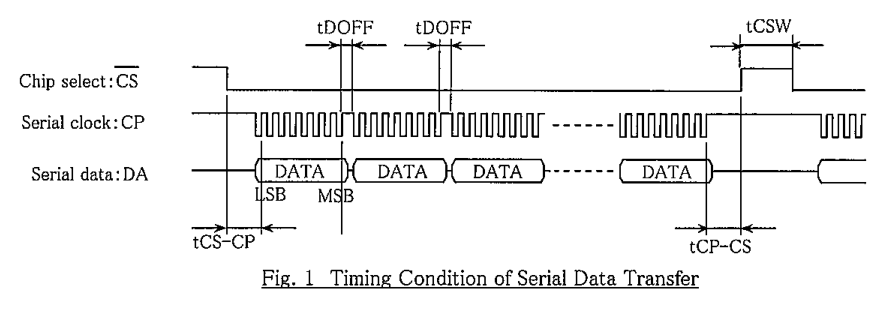 tDOFF tDOFF tCSW
Chip select:CS
Serial clock:CP
Serial data:DA DATA DATA DATA DATA
LSB MSB
tCS-CP tCP-CS
Fig. 1 Timing Condition of Serial Data Transfer